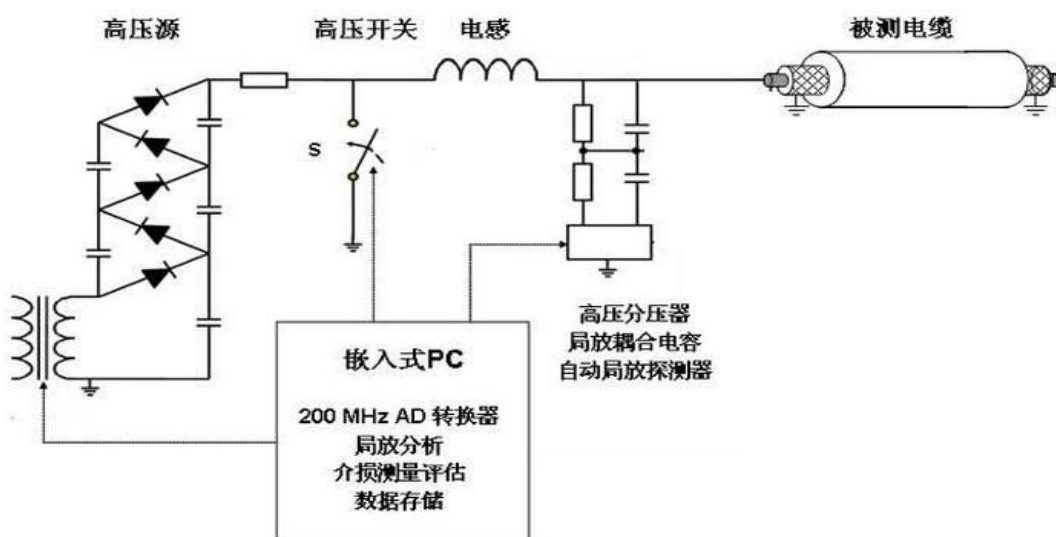 高压源
高压开关
电感
被测电缆
S
高压分压器
局放耦合电容
自动局放探测器
嵌入式PC
200 MHz AD 转换器
局放分析
介损测量评估
数据存储